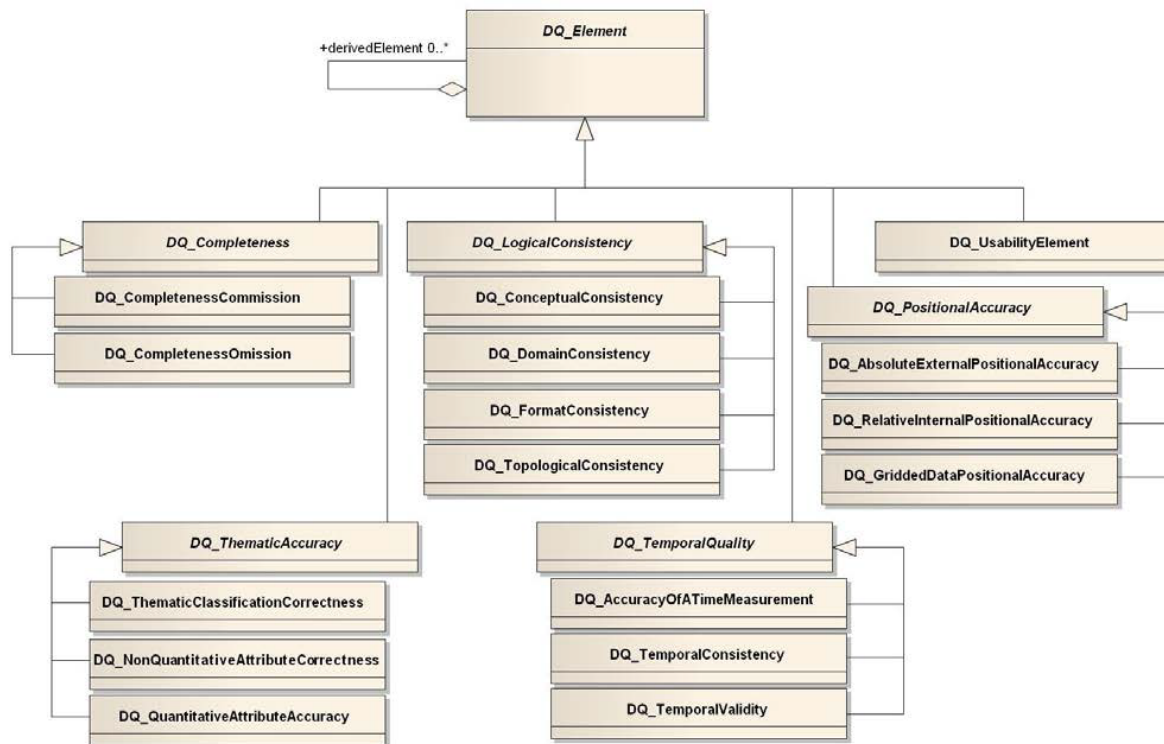 DQ_Element
+derivedElement 0..*
DQ_Completeness
DQ_CompletenessCommission
DQ_CompletenessOmission
DQ_LogicalConsistency
DQ_ConceptualConsistency
DQ_DomainConsistency
DQ_FormatConsistency
DQ_TopologicalConsistency
DQ_UsabilityElement
DQ_PositionalAccuracy
DQ_AbsoluteExternalPositionalAccuracy
DQ_RelativeInternalPositionalAccuracy
DQ_GriddedDataPositionalAccuracy
DQ_ThematicAccuracy
DQ_ThematicClassificationCorrectness
DQ_NonQuantitativeAttributeCorrectness
DQ_QuantitativeAttributeAccuracy
DQ_TemporalQuality
DQ_AccuracyOfATimeMeasurement
DQ_TemporalConsistency
DQ_TemporalValidity